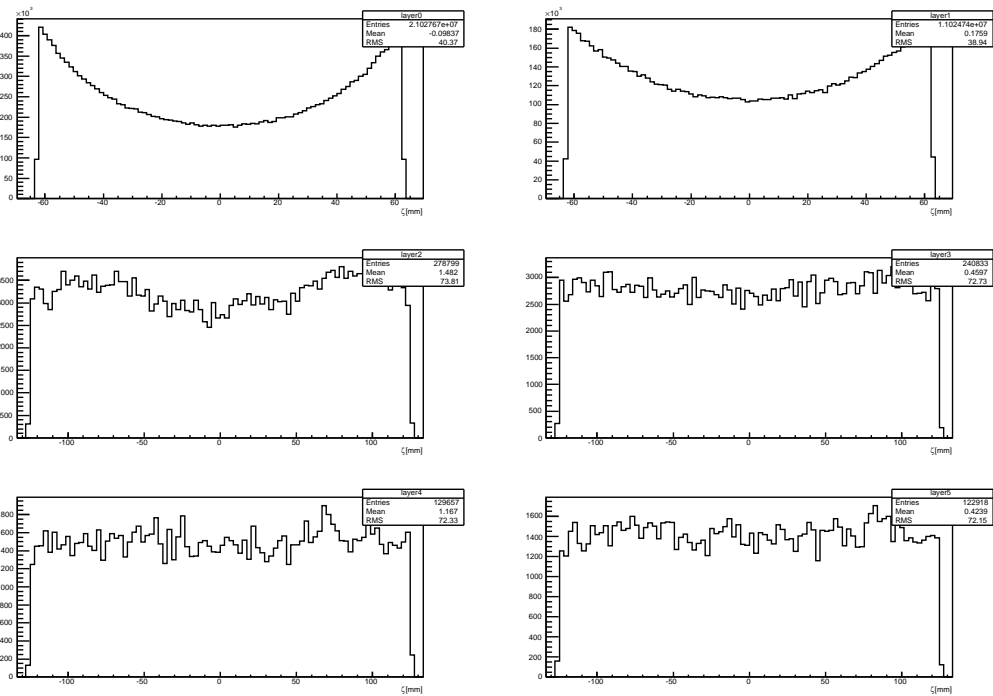 ×10³
layer0
Entries 2.102767e+07
Mean -0.09837
RMS 40.37
400
350
300
250
200
150
100
50
0
-60 -40 -20 0 20 40 60
ζ[mm]
×10³
layer1
Entries 1.102474e+07
Mean 0.1759
RMS 38.94
180
160
140
120
100
80
60
40
20
0
-60 -40 -20 0 20 40 60
ζ[mm]
layer2
Entries 278799
Mean 1.482
RMS 73.81
0
-100 -50 0 50 100
ζ[mm]
layer3
Entries 240833
Mean 0.4597
RMS 72.73
3000
2500
2000
1500
1000
500
0
-100 -50 0 50 100
ζ[mm]
layer4
Entries 129657
Mean 1.167
RMS 72.33
800
600
400
200
0
-100 -50 0 50 100
ζ[mm]
layer5
Entries 122918
Mean 0.4239
RMS 72.15
1600
1400
1200
1000
800
600
400
200
0
-100 -50 0 50 100
ζ[mm]